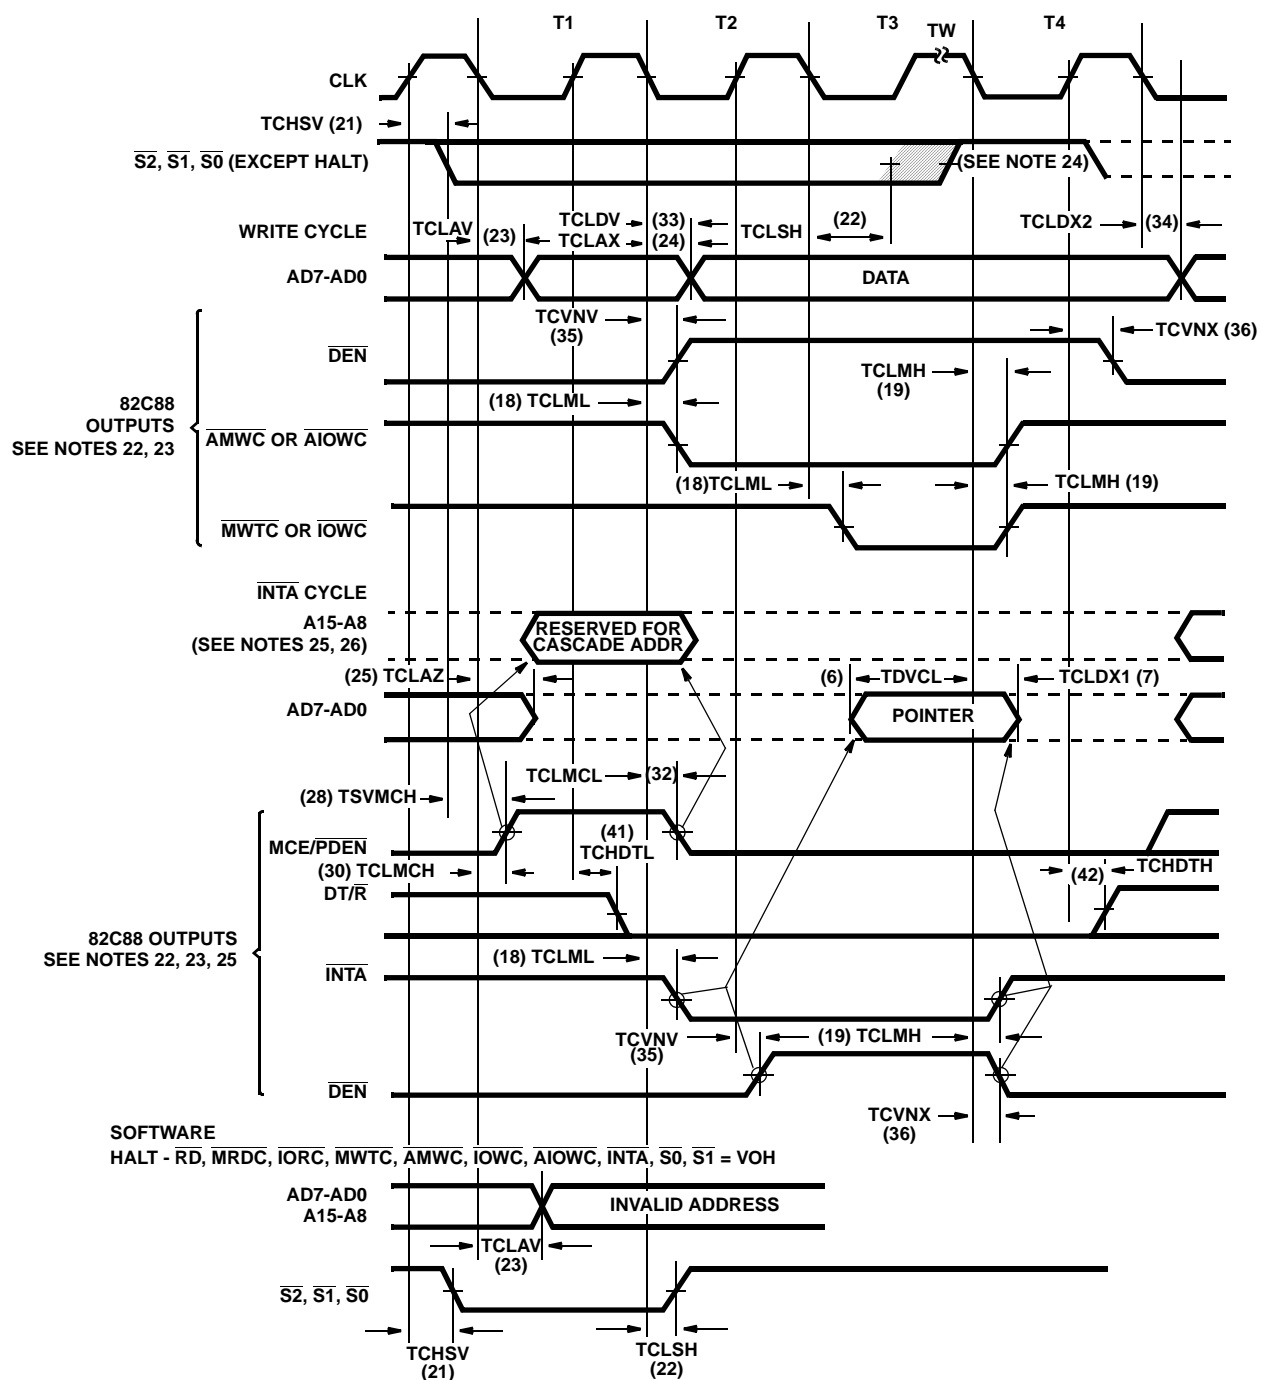 T1 T2 T3 TW T4
CLK
TCHSV (21)
S2, S1, S0 (EXCEPT HALT)
(SEE NOTE 24)
WRITE CYCLE
TCLAV (23)
TCLDV (33)
TCLAX (24)
TCLSH (22)
TCLDX2 (34)
AD7-AD0
DATA
TCVNV
(35)
TCVNX (36)
DEN
TCLMH
(19)
(18) TCLML
82C88
OUTPUTS
SEE NOTES 22, 23
AMWC OR AIOWC
(18)TCLML
TCLMH (19)
MWTC OR IOWC
INTA CYCLE
A15-A8
(SEE NOTES 25, 26)
RESERVED FOR
CASCADE ADDR
(25) TCLAZ
(6) TDVCL
TCLDX1 (7)
AD7-AD0
POINTER
TCLMCL (32)
(28) TSVMCH
MCE/PDEN
(41)
TCHDTL
(30) TCLMCH
(42) TCHDTH
DT/R
82C88 OUTPUTS
SEE NOTES 22, 23, 25
(18) TCLML
INTA
TCVNV
(35)
(19) TCLMH
DEN
TCVNX
(36)
SOFTWARE
HALT - RD, MRDC, IORC, MWTC, AMWC, IOWC, AIOWC, INTA, S0, S1 = VOH
AD7-AD0
A15-A8
INVALID ADDRESS
TCLAV
(23)
S2, S1, S0
TCHSV
(21)
TCLSH
(22)